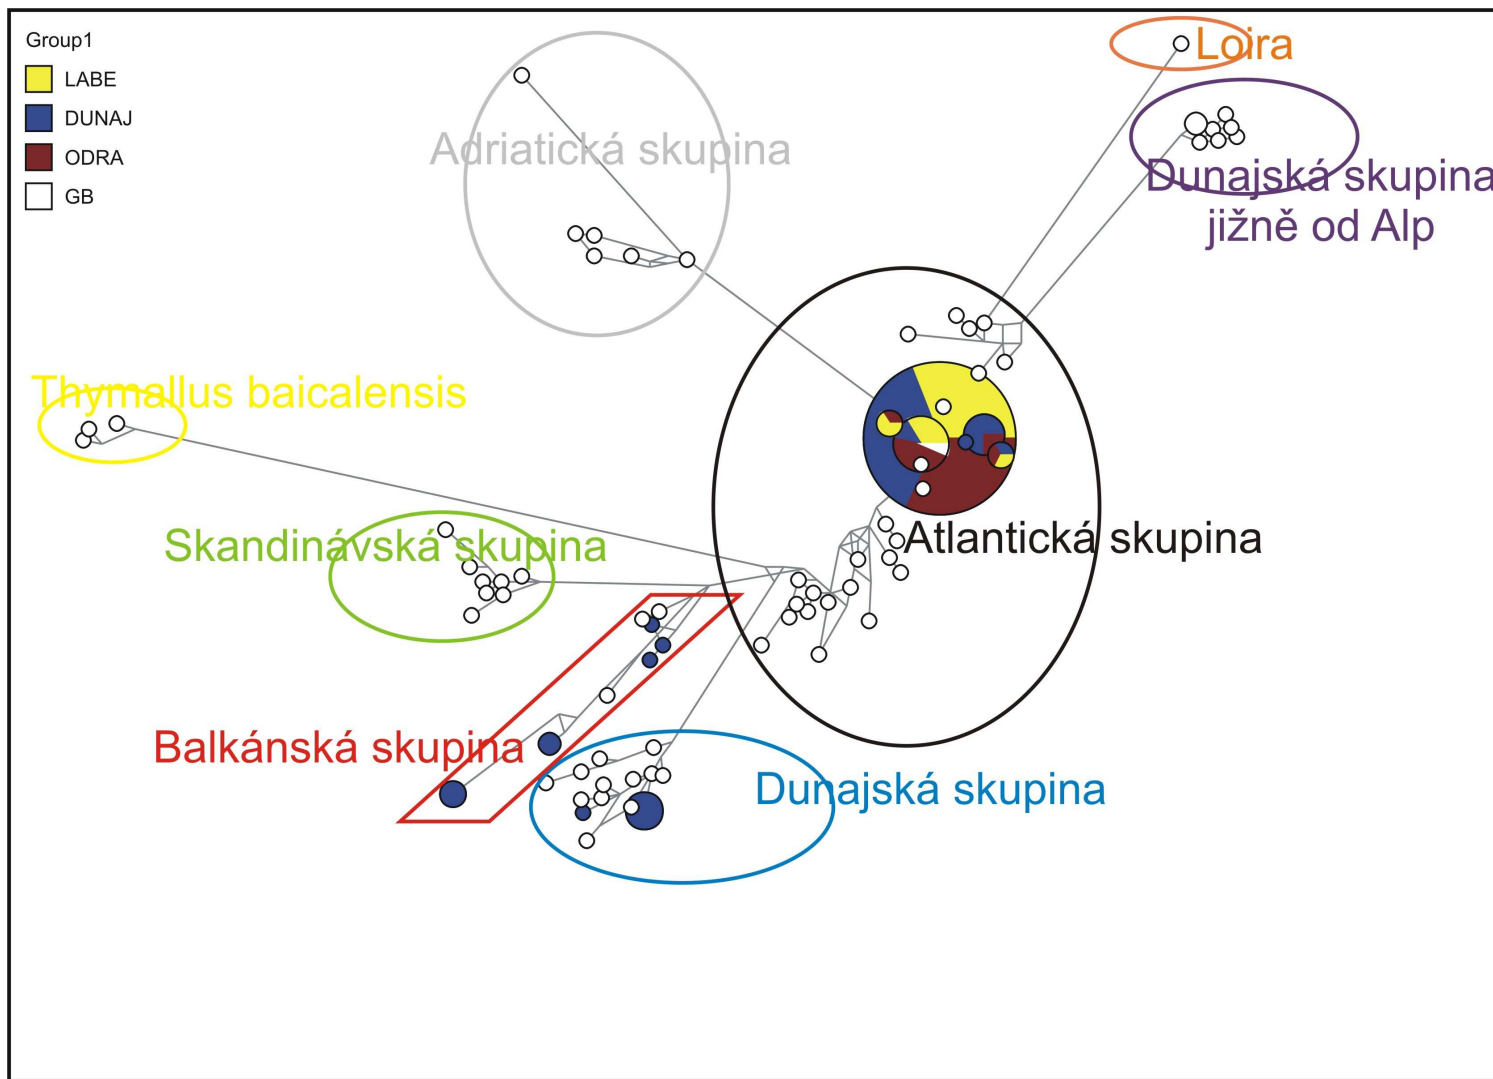 Group1
LABE
DUNAJ
ODRA
GB
Loira
Adriatická skupina
Dunajská skupina
jižně od Alp
Thymallus baicalensis
Skandinávská skupina
Atlantická skupina
Balkánská skupina
Dunajská skupina